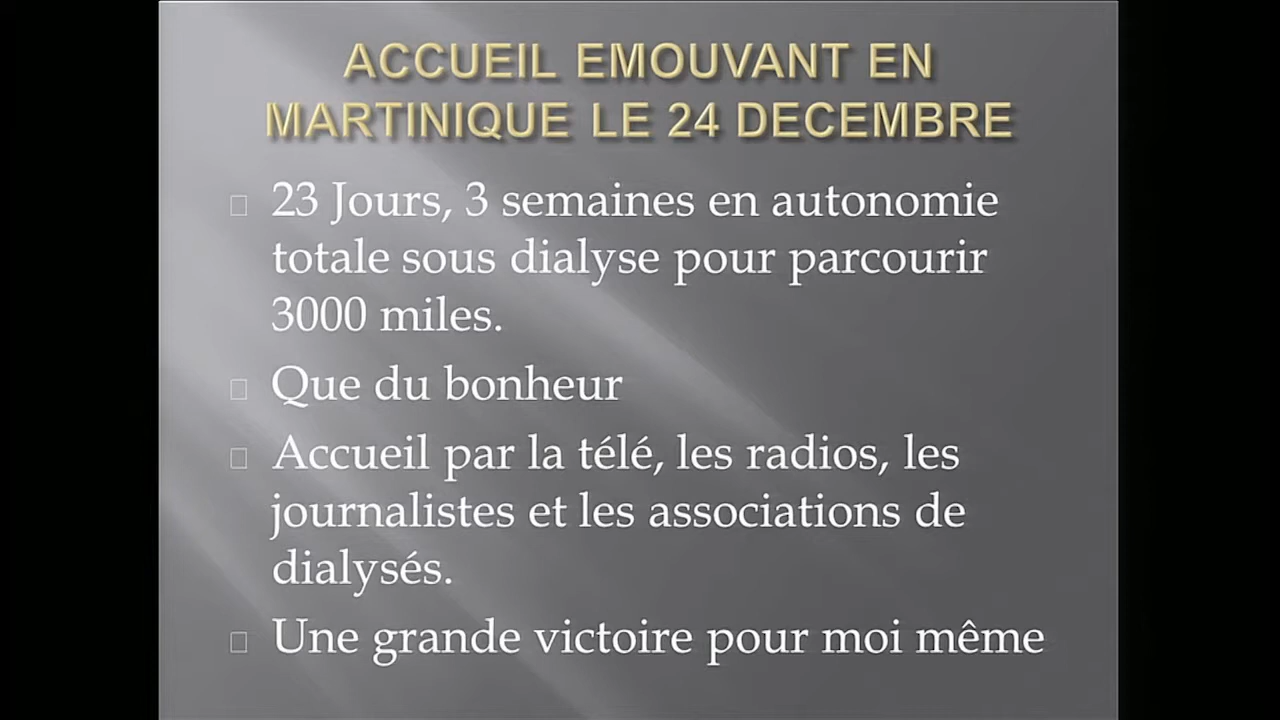 ACCUEIL EMOUVANT EN
MARTINIQUE LE 24 DECEMBRE
23 Jours, 3 semaines en autonomie
totale sous dialyse pour parcourir
3000 miles.
Que du bonheur
Accueil par la télé, les radios, les
journalistes et les associations de
dialysés.
Une grande victoire pour moi même